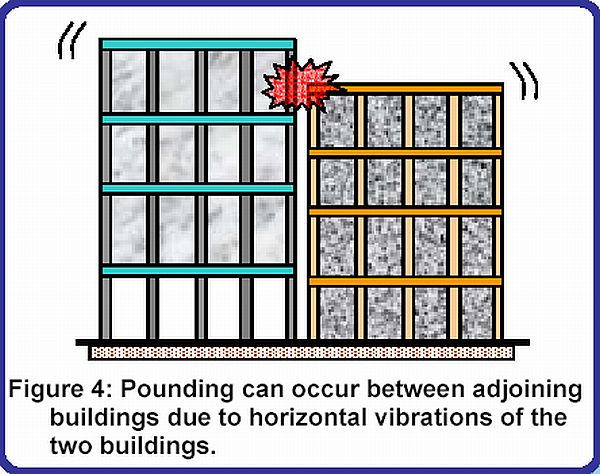 Figure 4: Pounding can occur between adjoining
buildings due to horizontal vibrations of the
two buildings.